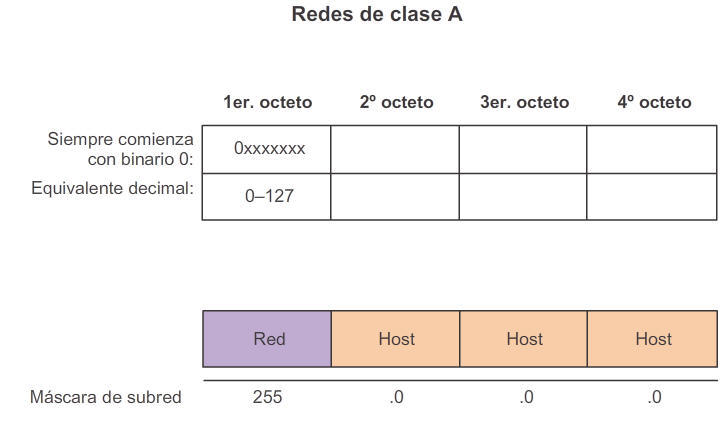 Redes de clase A
1er. octeto 2º octeto 3er. octeto 4º octeto
Siempre comienza
con binario 0:
0xxxxxxx
Equivalente decimal:
0–127
Red Host Host Host
Máscara de subred 255 .0 .0 .0